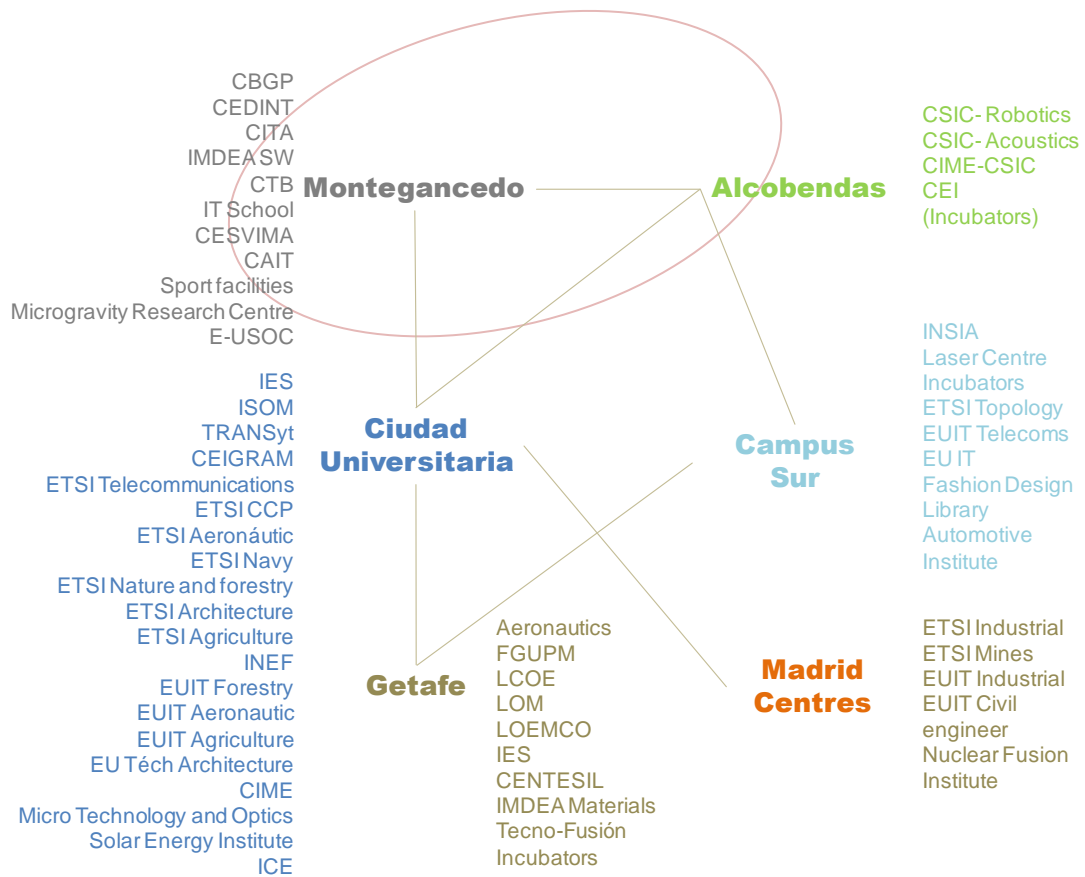 CBGP
CEDINT
CITA
IMDEA SW
CTB
IT School
CESVIMA
CAIT
Sport facilities
Microgravity Research Centre
E-USOC
Montegancedo
Alcobendas
CSIC- Robotics
CSIC- Acoustics
CIME-CSIC
CEI
(Incubators)
IES
ISOM
TRANSyt
CEIGRAM
ETSI Telecommunications
ETSI CCP
ETSI Aeronáutic
ETSI Navy
ETSI Nature and forestry
ETSI Architecture
ETSI Agriculture
INEF
EUIT Forestry
EUIT Aeronautic
EUIT Agriculture
EU Téch Architecture
CIME
Micro Technology and Optics
Solar Energy Institute
ICE
Ciudad
Universitaria
Campus
Sur
INSIA
Laser Centre
Incubators
ETSI Topology
EUIT Telecoms
EU IT
Fashion Design
Library
Automotive
Institute
Getafe
Aeronautics
FGUPM
LCOE
LOM
LOEMCO
IES
CENTESIL
IMDEA Materials
Tecno-Fusión
Incubators
Madrid
Centres
ETSI Industrial
ETSI Mines
EUIT Industrial
EUIT Civil
engineer
Nuclear Fusion
Institute